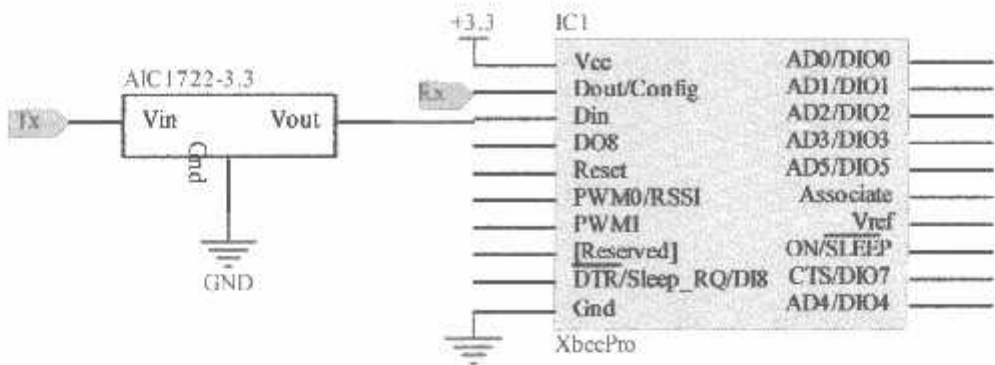 +3.3
IC1
AIC1722-3.3
Tx
Vin
Vout
Gnd
GND
Rx
Vcc
Dout/Config
Din
DO8
Reset
PWM0/RSSI
PWM1
[Reserved]
DTR/Sleep_RQ/DI8
Gnd
AD0/DIO0
AD1/DIO1
AD2/DIO2
AD3/DIO3
AD5/DIO5
Associate
Vref
ON/SLEEP
CTS/DIO7
AD4/DIO4
XbeePro